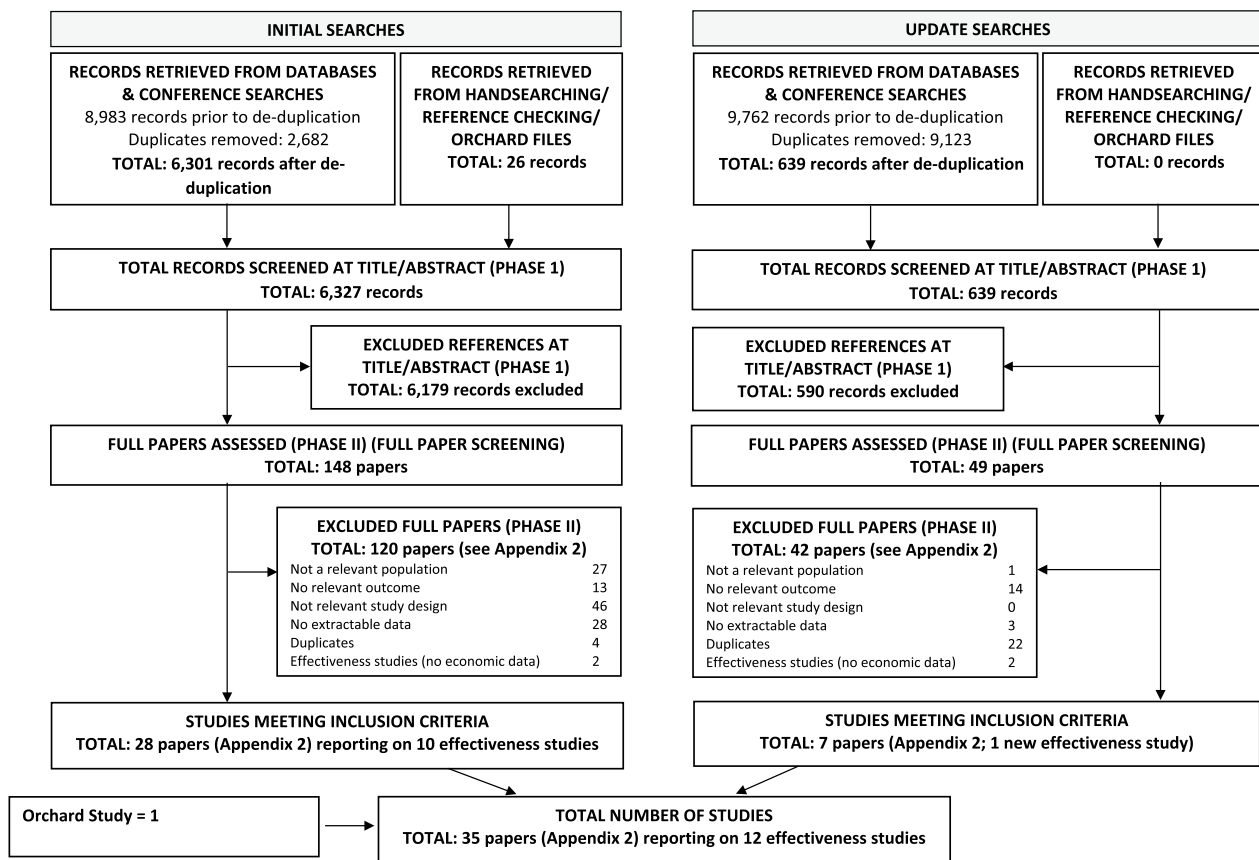 INITIAL SEARCHES
RECORDS RETRIEVED FROM DATABASES
& CONFERENCE SEARCHES
8,983 records prior to de-duplication
Duplicates removed: 2,682
TOTAL: 6,301 records after de-
duplication
RECORDS RETRIEVED
FROM HANDSEARCHING/
REFERENCE CHECKING/
ORCHARD FILES
TOTAL: 26 records
TOTAL RECORDS SCREENED AT TITLE/ABSTRACT (PHASE 1)
TOTAL: 6,327 records
EXCLUDED REFERENCES AT
TITLE/ABSTRACT (PHASE 1)
TOTAL: 6,179 records excluded
FULL PAPERS ASSESSED (PHASE II) (FULL PAPER SCREENING)
TOTAL: 148 papers
EXCLUDED FULL PAPERS (PHASE II)
TOTAL: 120 papers (see Appendix 2)
Not a relevant population 27
No relevant outcome 13
Not relevant study design 46
No extractable data 28
Duplicates 4
Effectiveness studies (no economic data) 2
STUDIES MEETING INCLUSION CRITERIA
TOTAL: 28 papers (Appendix 2) reporting on 10 effectiveness studies
UPDATE SEARCHES
RECORDS RETRIEVED FROM DATABASES
& CONFERENCE SEARCHES
9,762 records prior to de-duplication
Duplicates removed: 9,123
TOTAL: 639 records after de-duplication
RECORDS RETRIEVED
FROM HANDSEARCHING/
REFERENCE CHECKING/
ORCHARD FILES
TOTAL: 0 records
TOTAL RECORDS SCREENED AT TITLE/ABSTRACT (PHASE 1)
TOTAL: 639 records
EXCLUDED REFERENCES AT
TITLE/ABSTRACT (PHASE 1)
TOTAL: 590 records excluded
FULL PAPERS ASSESSED (PHASE II) (FULL PAPER SCREENING)
TOTAL: 49 papers
EXCLUDED FULL PAPERS (PHASE II)
TOTAL: 42 papers (see Appendix 2)
Not a relevant population 1
No relevant outcome 14
Not relevant study design 0
No extractable data 3
Duplicates 22
Effectiveness studies (no economic data) 2
STUDIES MEETING INCLUSION CRITERIA
TOTAL: 7 papers (Appendix 2; 1 new effectiveness study)
Orchard Study = 1
TOTAL NUMBER OF STUDIES
TOTAL: 35 papers (Appendix 2) reporting on 12 effectiveness studies